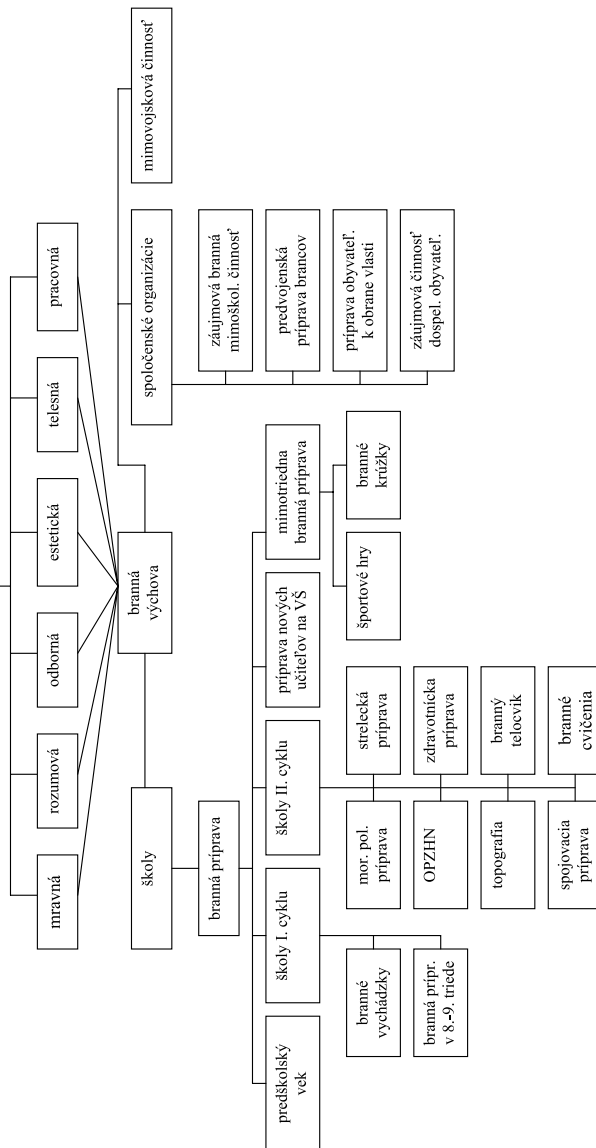 mravná
rozumová
odborná
estetická
telesná
pracovná
branná
výchova
školy
spoločenské organizácie
mimovojsková činnosť
branná príprava
predškolský
vek
školy I. cyklu
školy II. cyklu
príprava nových
učiteľov na VŠ
mimotriedna
branná príprava
branné
vychádzky
branná prípr.
v 8.-9. triede
mor. pol.
príprava
strelecká
príprava
OPZHN
zdravotnícka
príprava
topografia
branný
telocvik
spojovacia
príprava
branné
cvičenia
športové hry
branné
krúžky
záujmová branná
mimoškol. činnosť
predvojenská
príprava brancov
príprava obyvateľ.
k obrane vlasti
záujmová činnosť
dospel. obyvateľ.